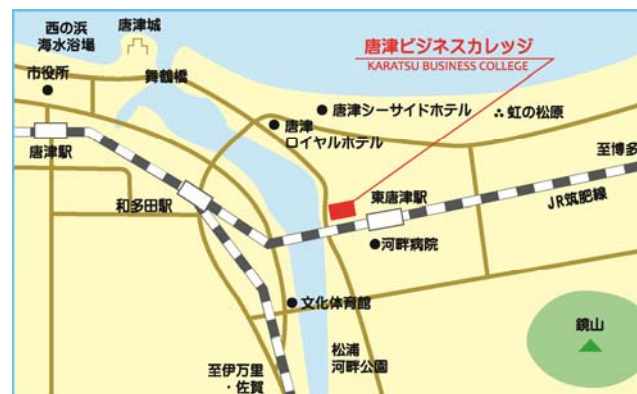 西の浜
海水浴場
唐津城
市役所
舞鶴橋
唐津ビジネスカレッジ
KARATSU BUSINESS COLLEGE
唐津シーサイドホテル
虹の松原
唐津
ロイヤルホテル
唐津駅
至博多
和多田駅
東唐津駅
JR筑肥線
河畔病院
文化体育館
鏡山
松浦
河畔公園
至伊万里
・佐賀